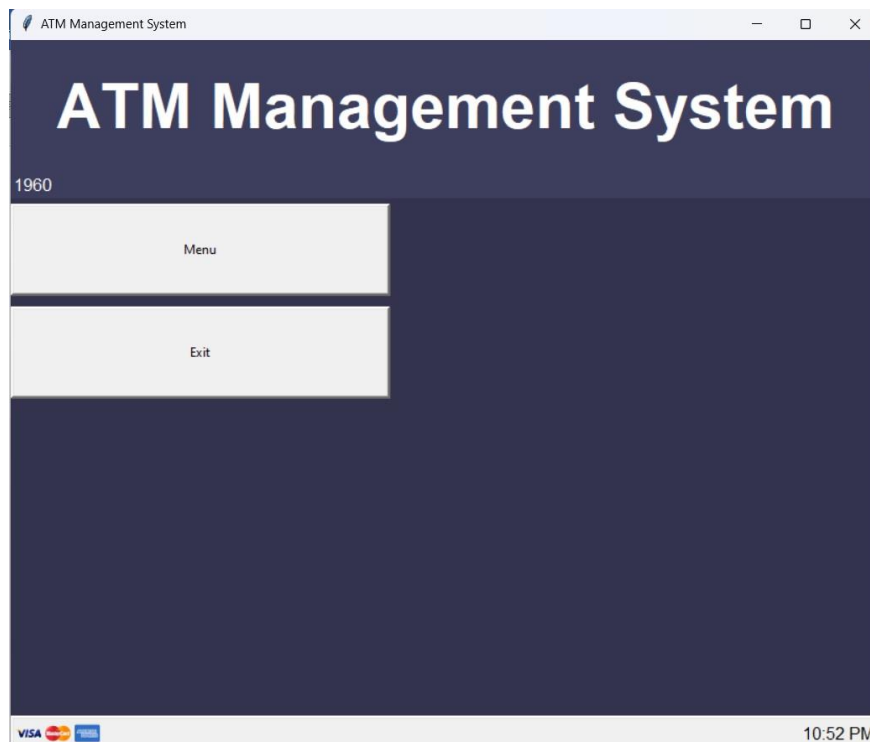 ATM Management System
ATM Management System
1960
Menu
Exit
VISA
10:52 PM